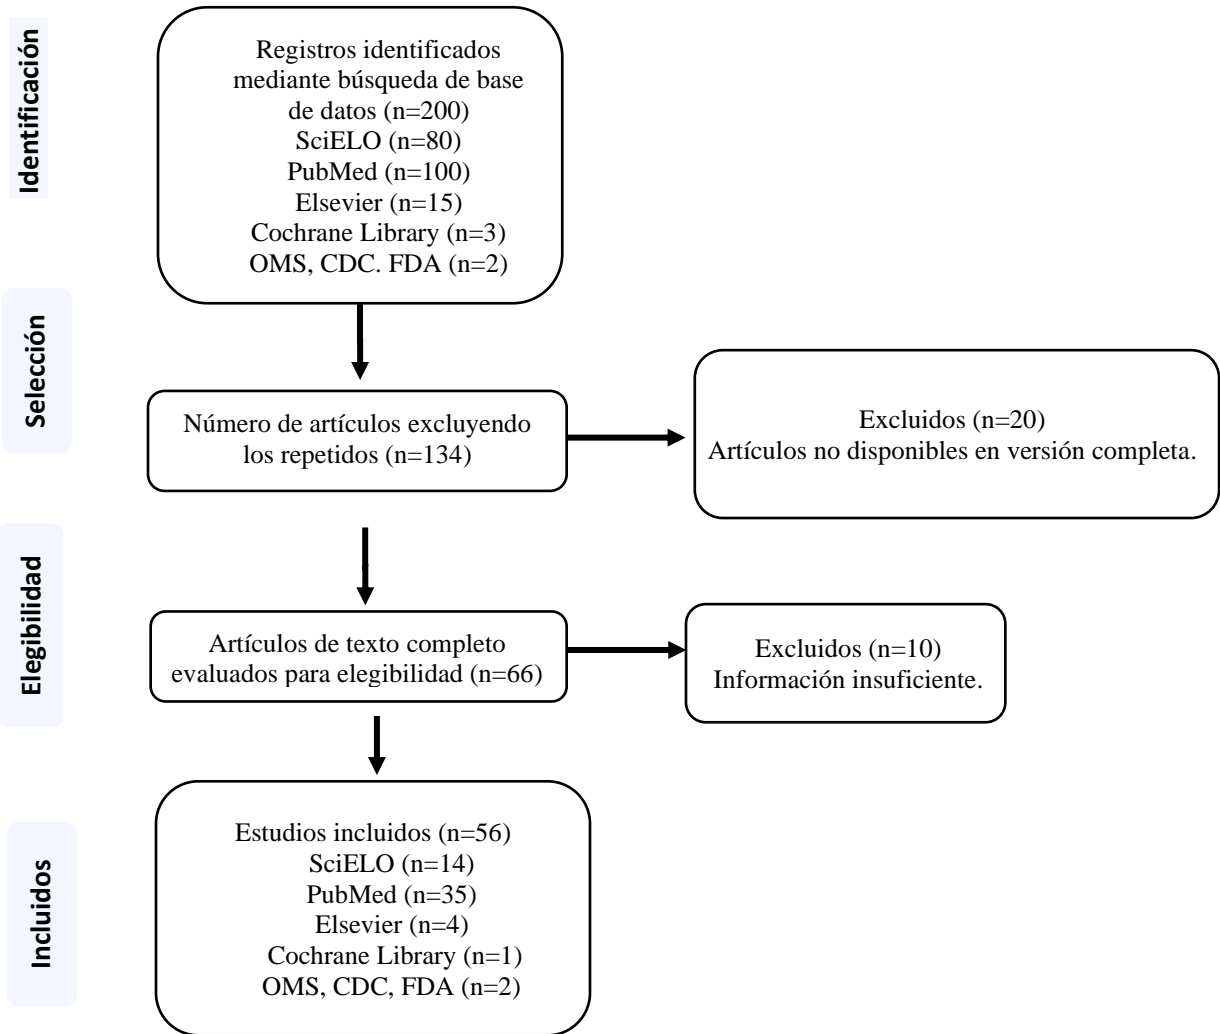 Identificación
Registros identificados
mediante búsqueda de base
de datos (n=200)
SciELO (n=80)
PubMed (n=100)
Elsevier (n=15)
Cochrane Library (n=3)
OMS, CDC. FDA (n=2)
Selección
Número de artículos excluyendo
los repetidos (n=134)
Excluidos (n=20)
Artículos no disponibles en versión completa.
Elegibilidad
Artículos de texto completo
evaluados para elegibilidad (n=66)
Excluidos (n=10)
Información insuficiente.
Incluidos
Estudios incluidos (n=56)
SciELO (n=14)
PubMed (n=35)
Elsevier (n=4)
Cochrane Library (n=1)
OMS, CDC, FDA (n=2)